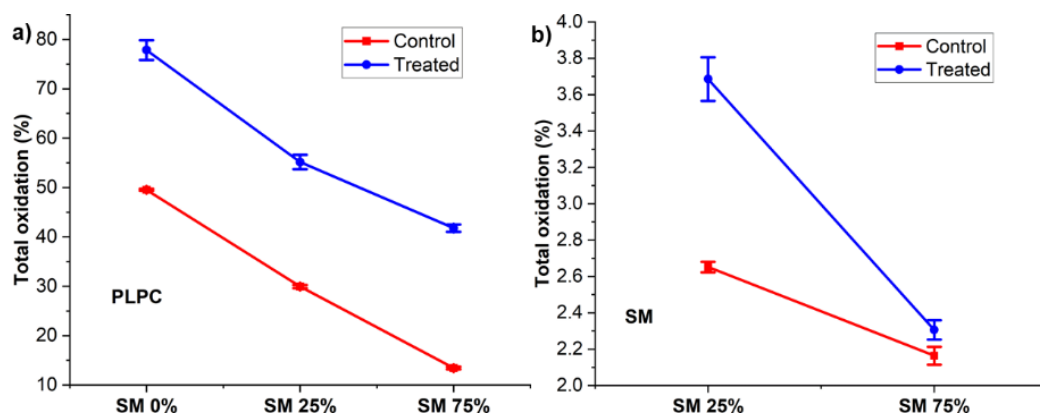 a)
Total oxidation (%)
80
70
60
50
40
30
20
10
Control
Treated
PLPC
SM 0%
SM 25%
SM 75%
b)
Total oxidation (%)
4.0
3.8
3.6
3.4
3.2
3.0
2.8
2.6
2.4
2.2
2.0
Control
Treated
SM
SM 25%
SM 75%